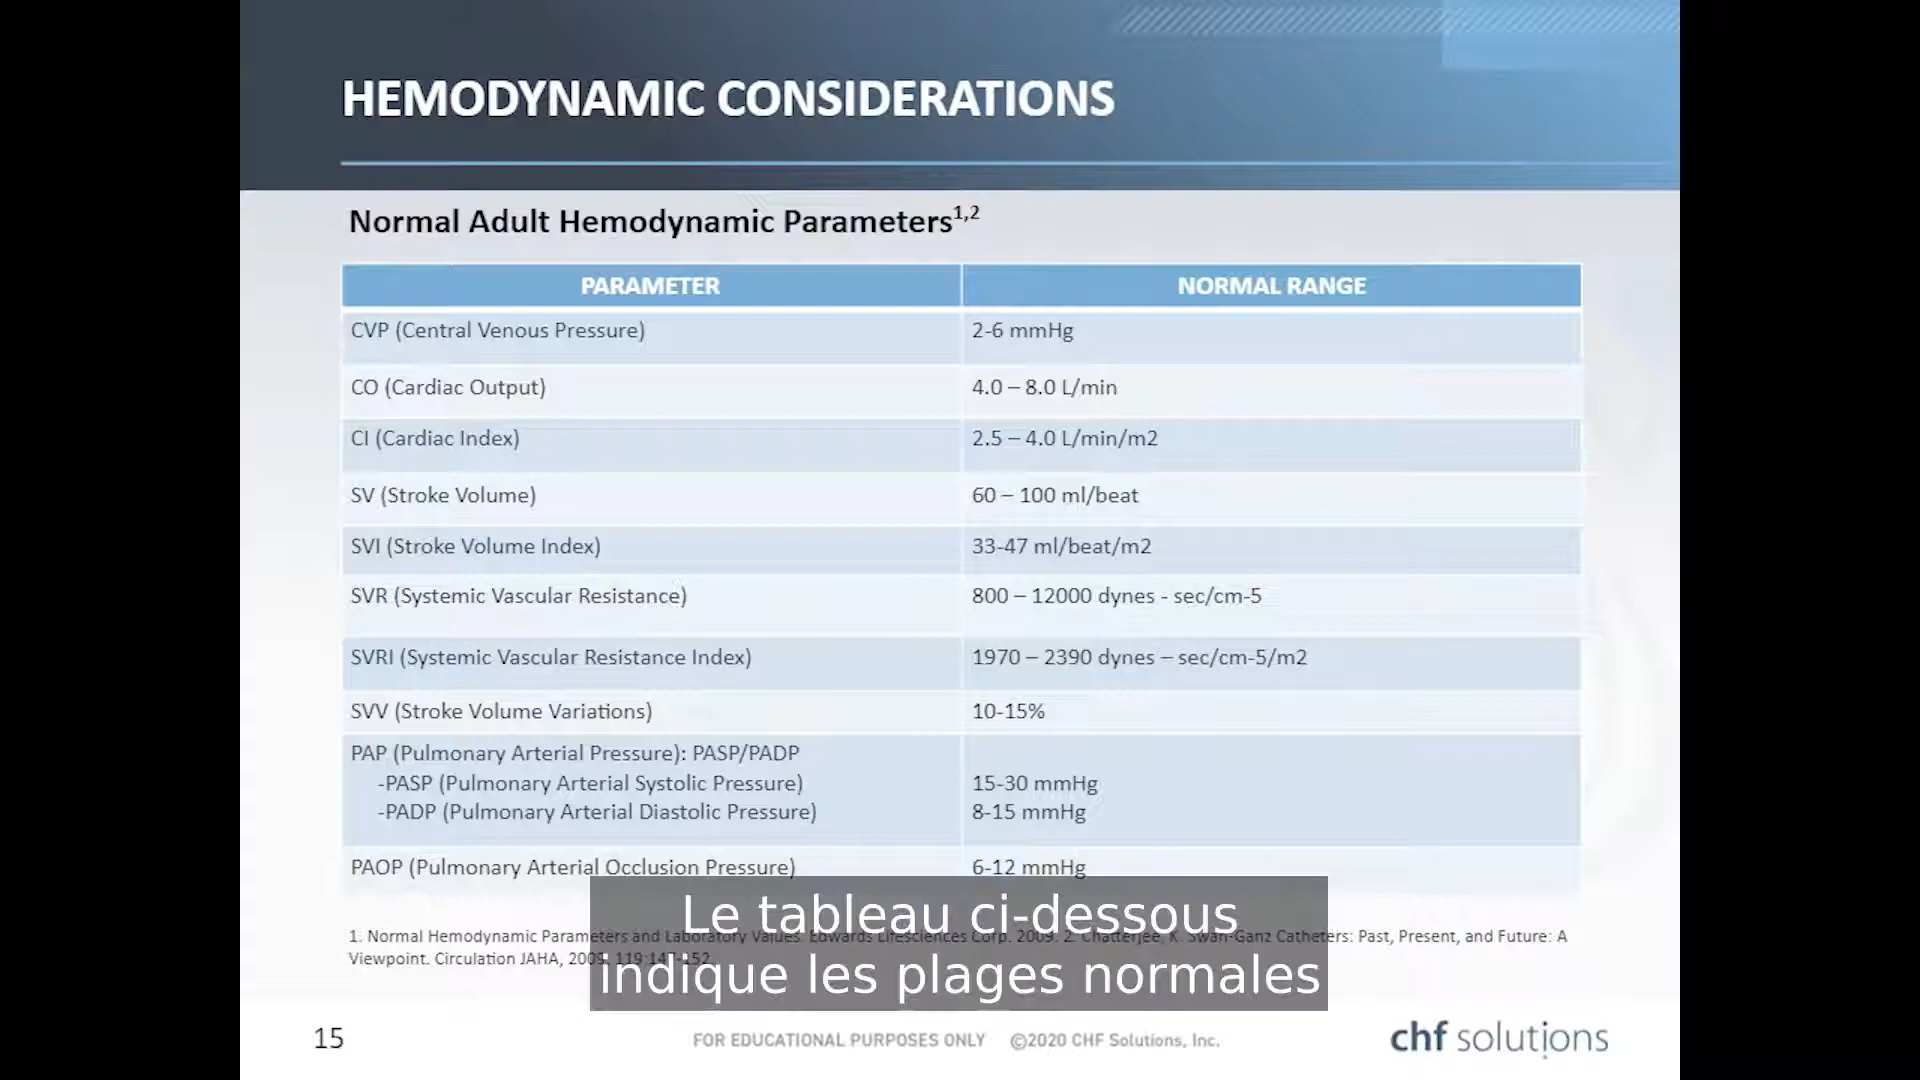 HEMODYNAMIC CONSIDERATIONS
Normal Adult Hemodynamic Parameters1,2
PARAMETER NORMAL RANGE
CVP (Central Venous Pressure) 2-6 mmHg
CO (Cardiac Output) 4.0 – 8.0 L/min
CI (Cardiac Index) 2.5 – 4.0 L/min/m2
SV (Stroke Volume) 60 – 100 ml/beat
SVI (Stroke Volume Index) 33-47 ml/beat/m2
SVR (Systemic Vascular Resistance) 800 – 12000 dynes - sec/cm-5
SVRI (Systemic Vascular Resistance Index) 1970 – 2390 dynes – sec/cm-5/m2
SVV (Stroke Volume Variations) 10-15%
PAP (Pulmonary Arterial Pressure): PASP/PADP
-PASP (Pulmonary Arterial Systolic Pressure) 15-30 mmHg
-PADP (Pulmonary Arterial Diastolic Pressure) 8-15 mmHg
PAOP (Pulmonary Arterial Occlusion Pressure) 6-12 mmHg
1. Normal Hemodynamic Parameters and Laboratory Values. Edwards Lifesciences Corp. 2009. 2. Chatterjee, K. Swan-Ganz Catheters: Past, Present, and Future: A
Viewpoint. Circulation JAHA, 2009. 119:147-152.
Le tableau ci-dessous
indique les plages normales
15 FOR EDUCATIONAL PURPOSES ONLY ©2020 CHF Solutions, Inc. chf solutions